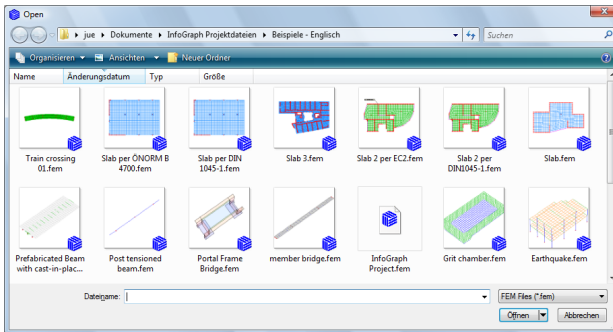 Open
jue ▸ Dokumente ▸ InfoGraph Projektdateien ▸ Beispiele - Englisch
Suchen
Organisieren Ansichten Neuer Ordner
Name Änderungsdatum Typ Größe
Train crossing 01.fem
Slab per ÖNORM B 4700.fem
Slab per DIN 1045-1.fem
Slab 3.fem
Slab 2 per EC2.fem
Slab 2 per DIN1045-1.fem
Slab.fem
Prefabricated Beam with cast-in-plac...
Post tensioned beam.fem
Portal Frame Bridge.fem
member bridge.fem
InfoGraph Project.fem
Grit chamber.fem
Earthquake.fem
Dateiname:
FEM Files (*.fem)
Öffnen Abbrechen